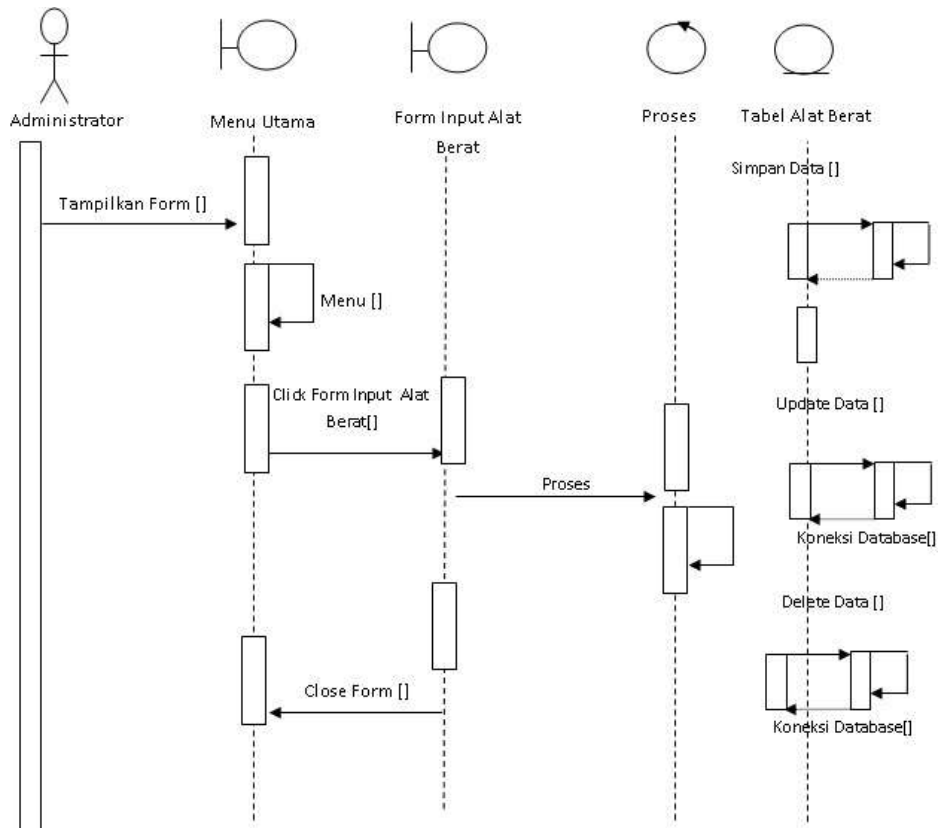 Administrator
Menu Utama
Form Input Alat
Berat
Proses
Tabel Alat Berat
Simpan Data []
Tampilkan Form []
Menu []
Click Form Input Alat
Berat[]
Update Data []
Proses
Koneksi Database[]
Delete Data []
Close Form []
Koneksi Database[]